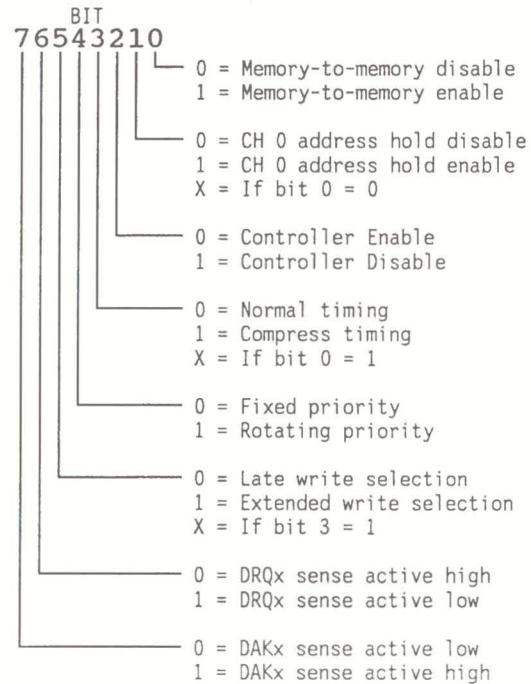 BIT
76543210
0 = Memory-to-memory disable
1 = Memory-to-memory enable
0 = CH 0 address hold disable
1 = CH 0 address hold enable
X = If bit 0 = 0
0 = Controller Enable
1 = Controller Disable
0 = Normal timing
1 = Compress timing
X = If bit 0 = 1
0 = Fixed priority
1 = Rotating priority
0 = Late write selection
1 = Extended write selection
X = If bit 3 = 1
0 = DRQx sense active high
1 = DRQx sense active low
0 = DAKx sense active low
1 = DAKx sense active high